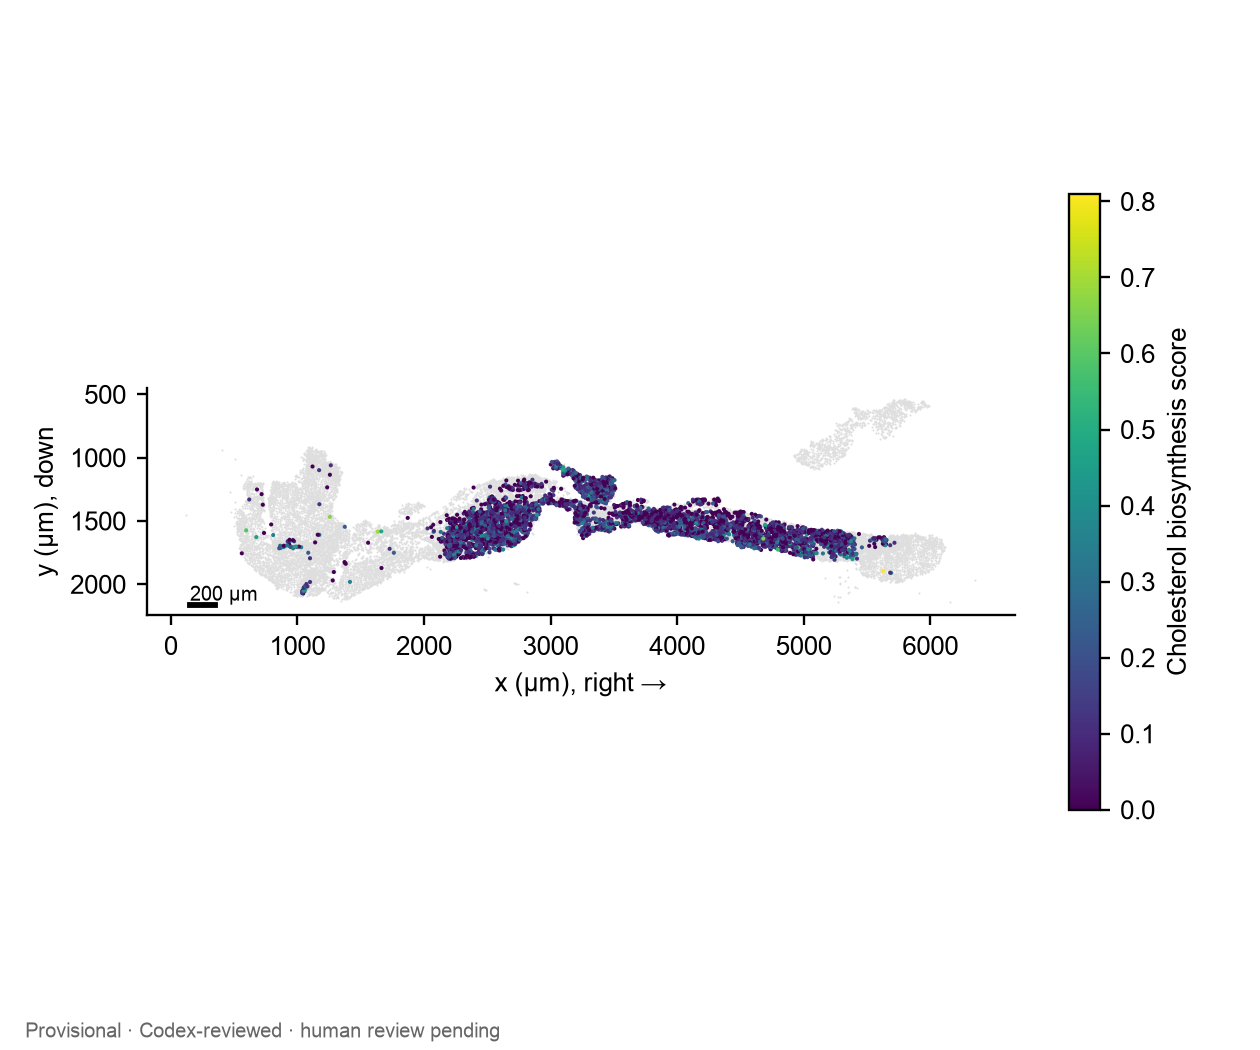 0.8
0.7
0.6
0.5
0.4
0.3
0.2
0.1
0.0
Cholesterol biosynthesis score
500
1000
1500
2000
y (µm), down
200 µm
0 1000 2000 3000 4000 5000 6000
x (µm), right →
Provisional · Codex-reviewed · human review pending